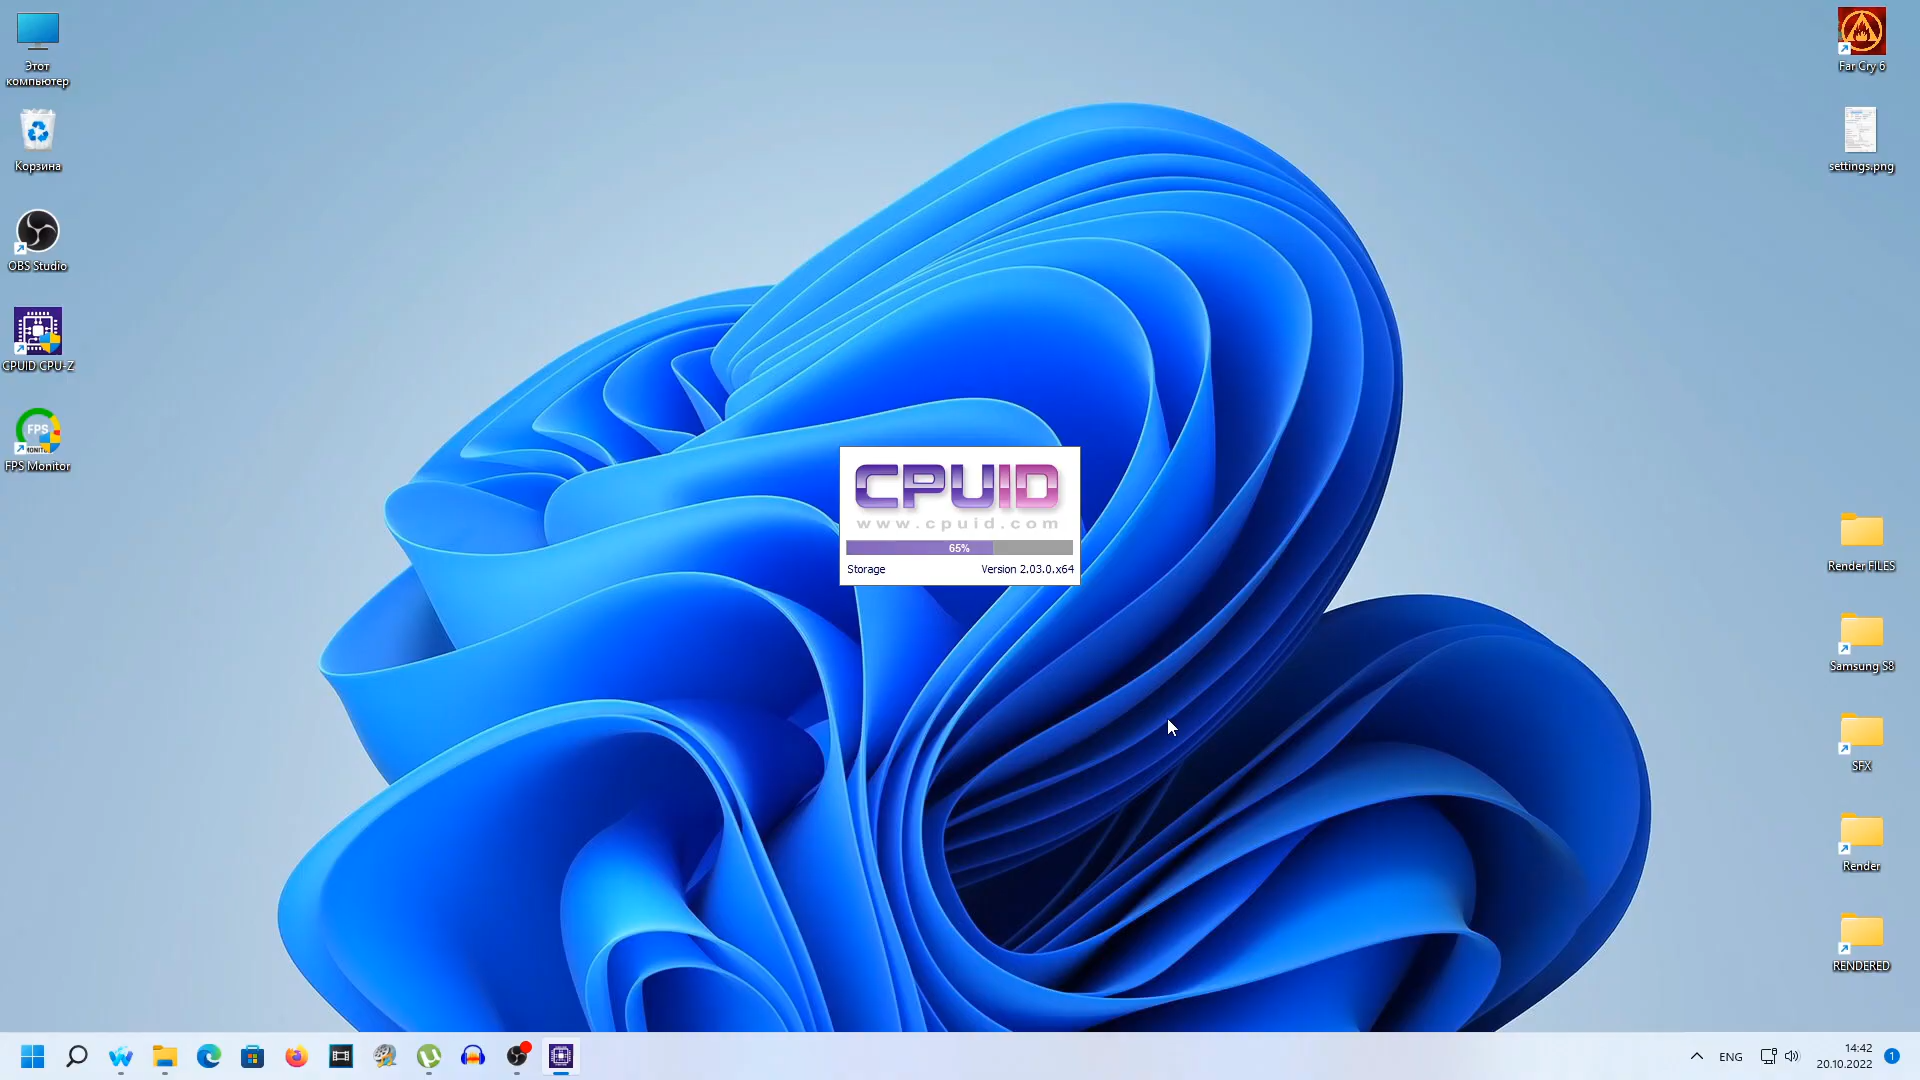 Этот
компьютер
Корзина
OBS Studio
CPUID CPU-Z
FPS
MONITOR
FPS Monitor
CPUID
www.cpuid.com
65%
Storage
Version 2.03.0.x64
Far Cry 6
settings.png
Render FILES
Samsung S8
SFX
Render
RENDERED
ENG
14:42
20.10.2022
1